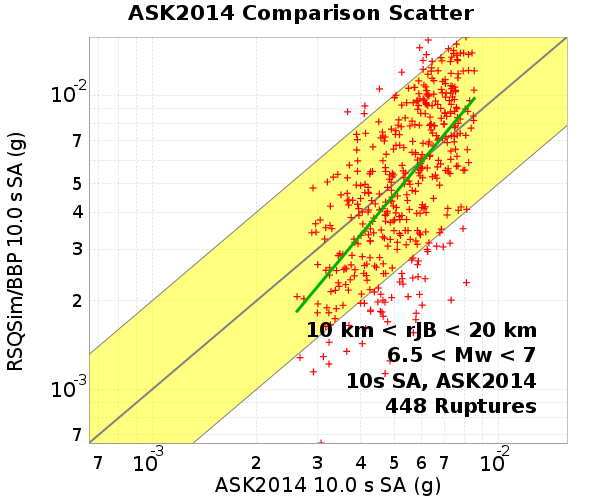 ASK2014 Comparison Scatter
RSQSim/BBP 10.0 s SA (g)
10^-2
7
5
4
3
2
10^-3
7
10 km < rJB < 20 km
6.5 < Mw < 7
10s SA, ASK2014
448 Ruptures
7 10^-3 2 3 4 5 6 7 10^-2
ASK2014 10.0 s SA (g)